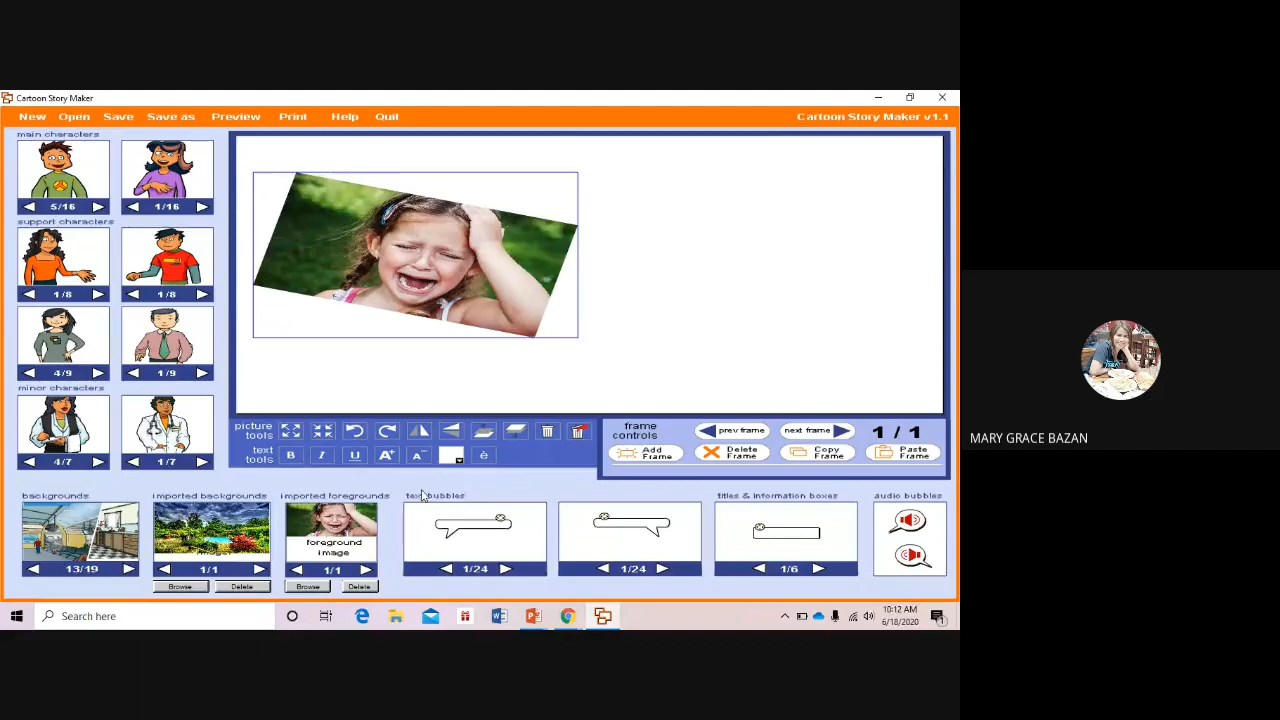 Cartoon Story Maker
New Open Save Save as Preview Print Help Quit Cartoon Story Maker v1.1
main characters
5/16 1/16
support characters
1/8 1/8
4/9 1/9
minor characters
4/7 1/7
picture tools
text tools
B I U A+ A- è
frame controls
prev frame next frame 1 / 1
Add Frame Delete Frame Copy Frame Paste Frame
backgrounds imported backgrounds imported foregrounds text bubbles titles & information boxes audio bubbles
foreground image
13/19 1/1 1/1 1/24 1/24 1/6
Browse Delete Browse Delete
Search here
10:12 AM
6/18/2020
MARY GRACE BAZAN